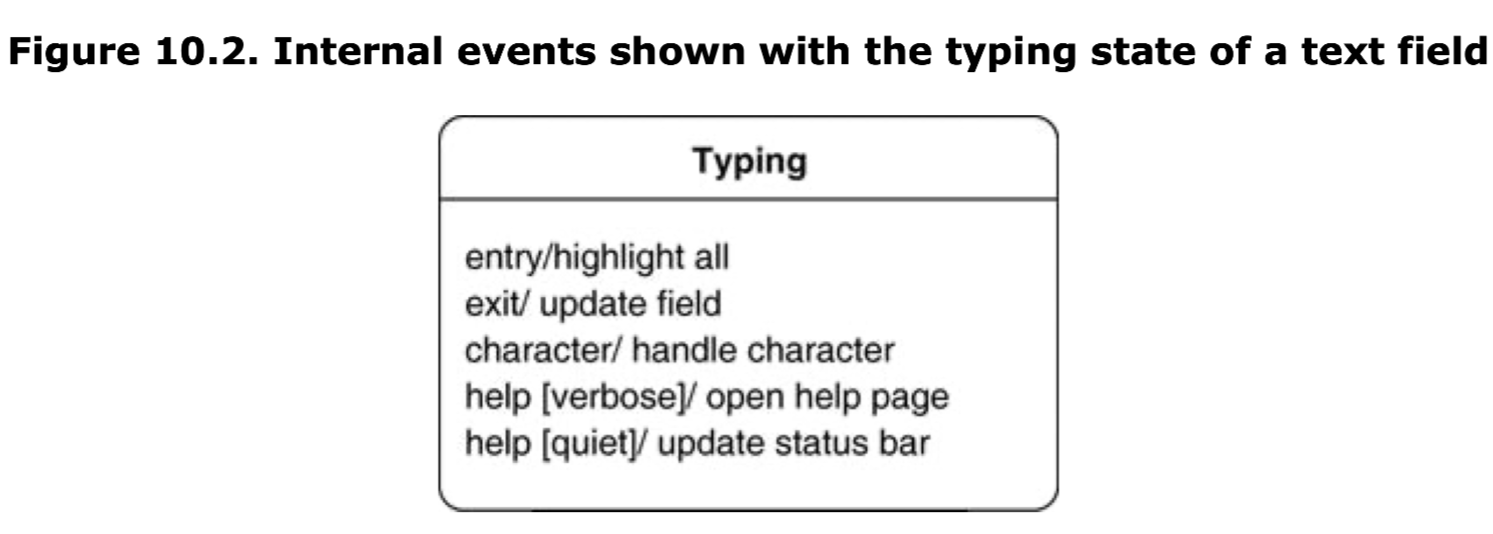 Figure 10.2. Internal events shown with the typing state of a text field
Typing
entry/highlight all
exit/ update field
character/ handle character
help [verbose]/ open help page
help [quiet]/ update status bar